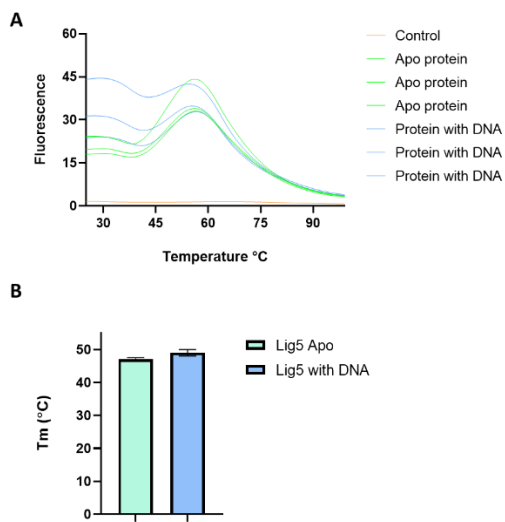 A
60
45
30
15
0
Fluorescence
30
45
60
75
90
Temperature °C
Control
Apo protein
Apo protein
Apo protein
Protein with DNA
Protein with DNA
Protein with DNA
B
50
40
30
20
10
0
Tm (°C)
Lig5 Apo
Lig5 with DNA